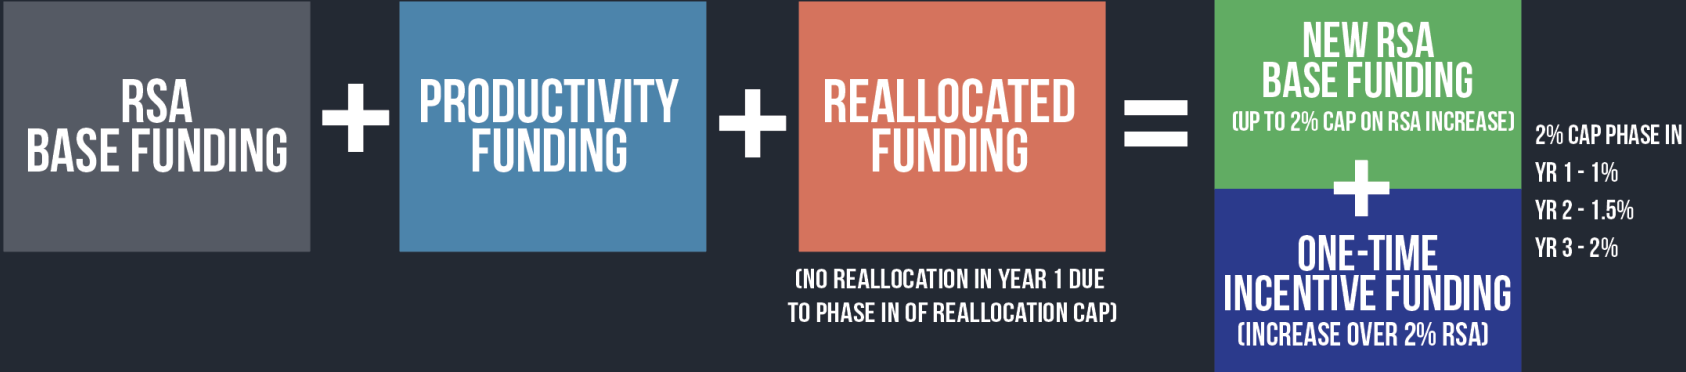 RSA
BASE FUNDING
+
PRODUCTIVITY
FUNDING
+
REALLOCATED
FUNDING
(NO REALLOCATION IN YEAR 1 DUE
TO PHASE IN OF REALLOCATION CAP)
=
NEW RSA
BASE FUNDING
(UP TO 2% CAP ON RSA INCREASE)
+
ONE-TIME
INCENTIVE FUNDING
(INCREASE OVER 2% RSA)
2% CAP PHASE IN
YR 1 - 1%
YR 2 - 1.5%
YR 3 - 2%